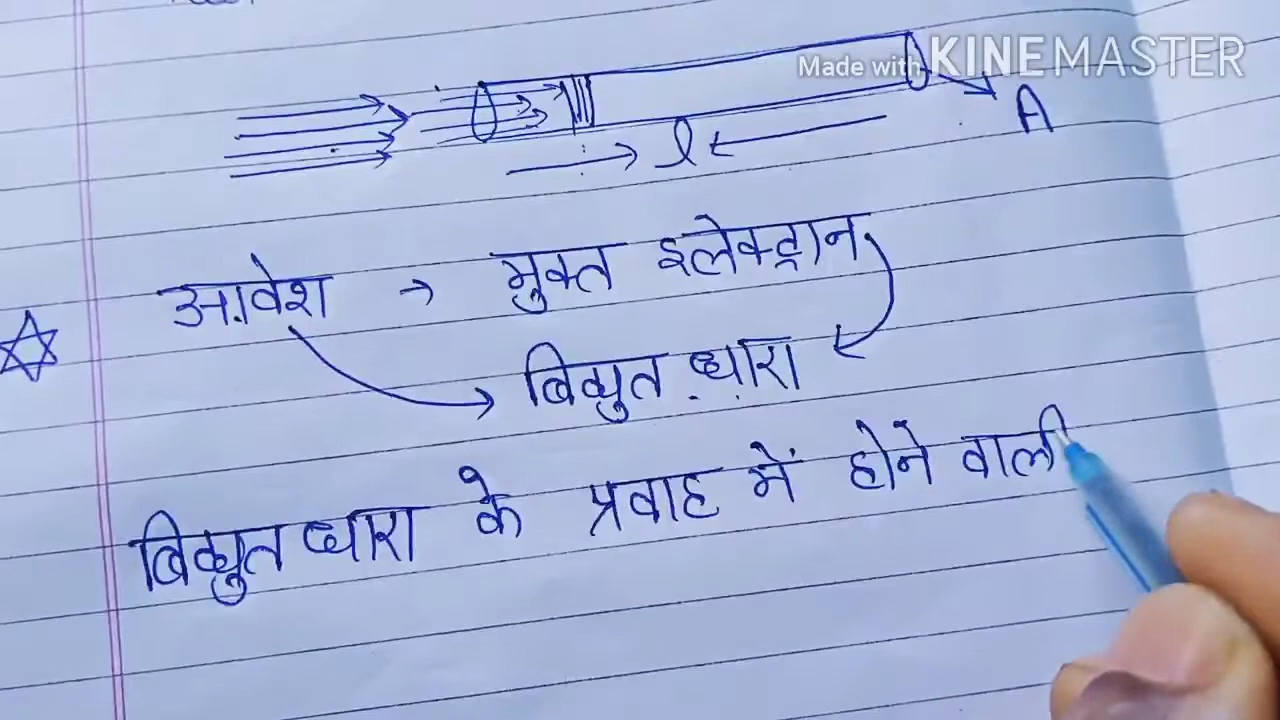 Made with KINEMASTER
A
l
आवेश → मुक्त इलेक्ट्रान
बिद्युत धारा
बिद्युत धारा के प्रवाह में होने वाली